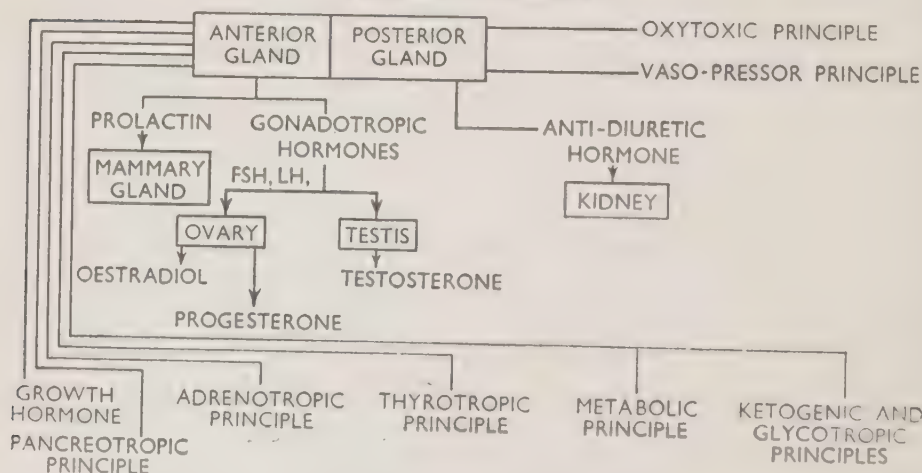 ANTERIOR
GLAND
POSTERIOR
GLAND
OXYTOXIC PRINCIPLE
VASO-PRESSOR PRINCIPLE
PROLACTIN
GONADOTROPIC
HORMONES
ANTI-DIURETIC
HORMONE
MAMMARY
GLAND
FSH, LH,
KIDNEY
OVARY
TESTIS
OESTRADIOL
TESTOSTERONE
PROGESTERONE
GROWTH
HORMONE
PANCREOTROPIC
PRINCIPLE
ADRENOTROPIC
PRINCIPLE
THYROTROPIC
PRINCIPLE
METABOLIC
PRINCIPLE
KETOGENIC AND
GLYCOTROPIC
PRINCIPLES